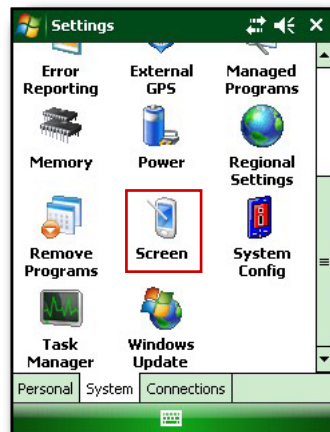 Settings
Error Reporting
External GPS
Managed Programs
Memory
Power
Regional Settings
Remove Programs
Screen
System Config
Task Manager
Windows Update
Personal System Connections